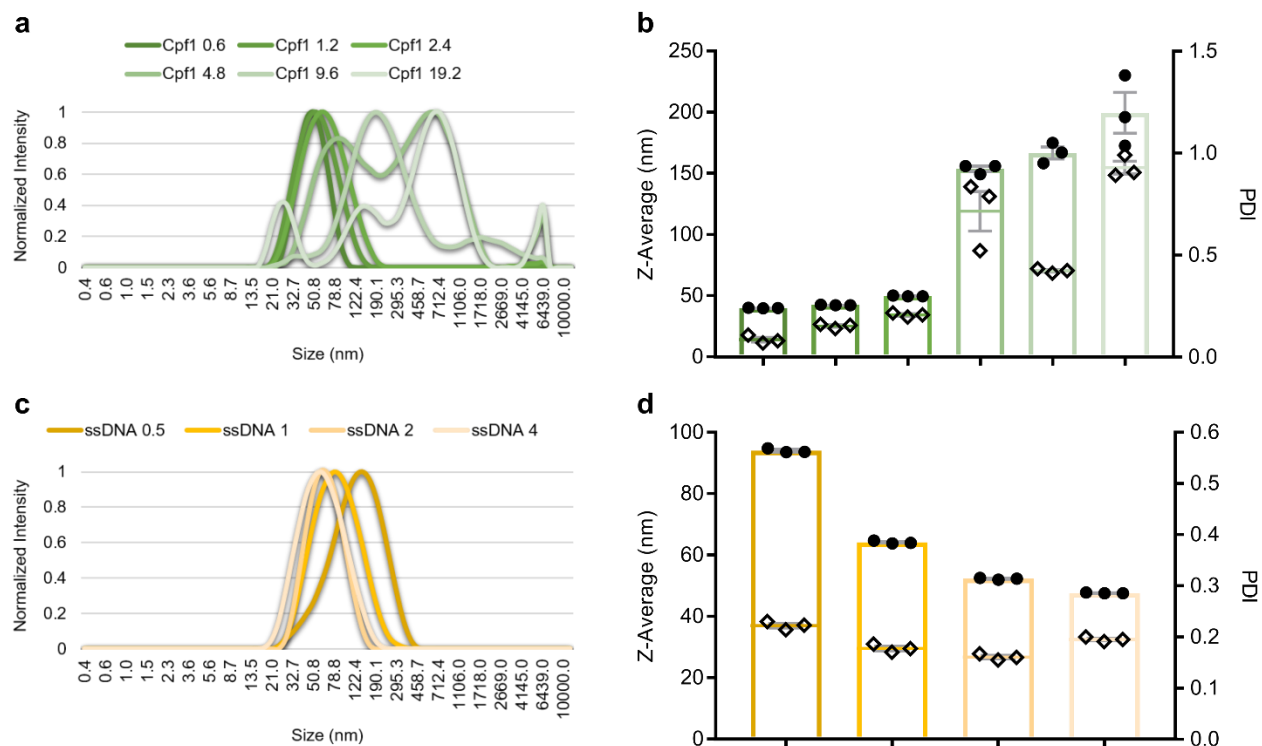 a
Cpf1 0.6 Cpf1 1.2 Cpf1 2.4
Cpf1 4.8 Cpf1 9.6 Cpf1 19.2
Normalized Intensity
1
0.8
0.6
0.4
0.2
0
0.4 0.6 1.0 1.5 2.3 3.6 5.6 8.7 13.5 21.0 32.7 50.8 78.8 122.4 190.1 295.3 458.7 712.4 1106.0 1718.0 2669.0 4145.0 6439.0 10000.0
Size (nm)
b
Z-Average (nm)
250
200
150
100
50
0
1.5
1.0
0.5
0.0
PDI
c
ssDNA 0.5 ssDNA 1 ssDNA 2 ssDNA 4
Normalized Intensity
1
0.8
0.6
0.4
0.2
0
0.4 0.6 1.0 1.5 2.3 3.6 5.6 8.7 13.5 21.0 32.7 50.8 78.8 122.4 190.1 295.3 458.7 712.4 1106.0 1718.0 2669.0 4145.0 6439.0 10000.0
Size (nm)
d
Z-Average (nm)
100
80
60
40
20
0
0.6
0.5
0.4
0.3
0.2
0.1
0.0
PDI